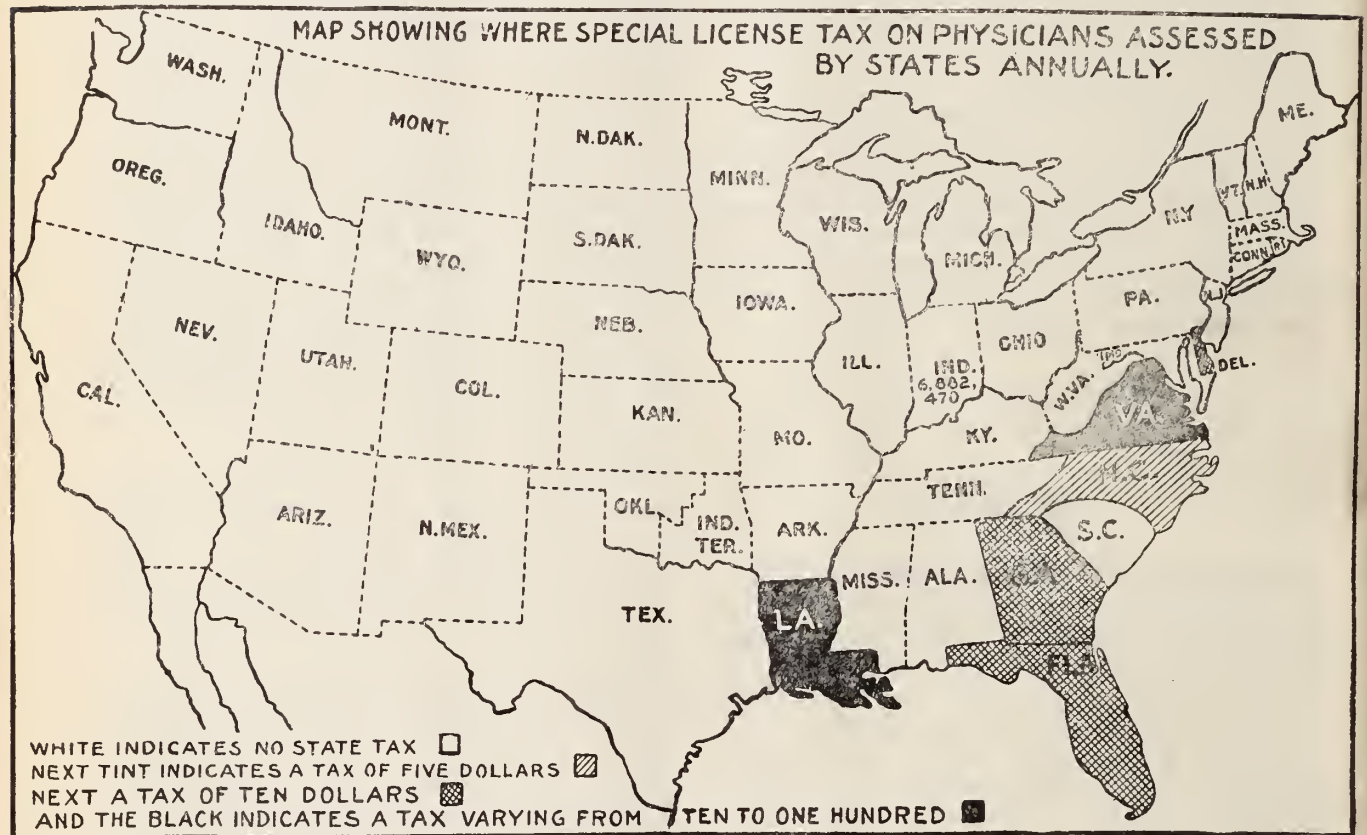 MAP SHOWING WHERE SPECIAL LICENSE TAX ON PHYSICIANS ASSESSED
BY STATES ANNUALLY.
WASH.
MONT.
N.DAK.
MINN.
ME.
OREG.
IDAHO.
WYO.
S.DAK.
WIS.
MICH.
N.Y
VT.
N.H.
MASS.
CONN
R.I.
NEV.
UTAH.
COL.
NEB.
IOWA.
ILL.
IND.
6,882,
470
OHIO
PA.
N.J.
MD.
DEL.
CAL.
KAN.
MO.
KY.
W.VA.
VA.
ARIZ.
N.MEX.
OKL.
IND.
TER.
ARK.
TENN.
N.C.
S.C.
TEX.
LA.
MISS.
ALA.
GA.
FLA.
WHITE INDICATES NO STATE TAX
NEXT TINT INDICATES A TAX OF FIVE DOLLARS
NEXT A TAX OF TEN DOLLARS
AND THE BLACK INDICATES A TAX VARYING FROM TEN TO ONE HUNDRED